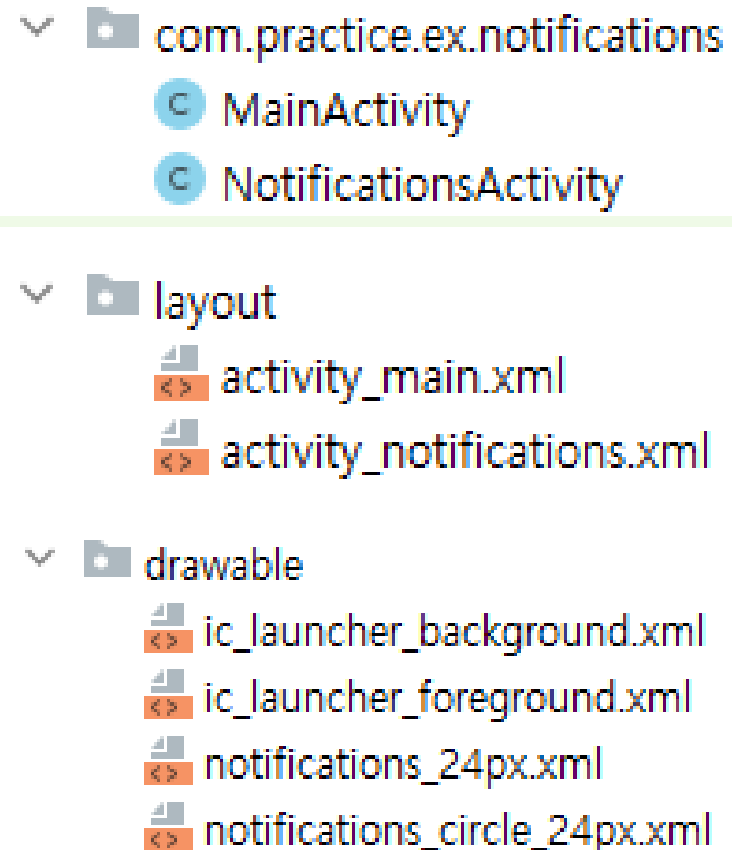 com.practice.ex.notifications
C MainActivity
C NotificationsActivity
layout
<> activity_main.xml
<> activity_notifications.xml
drawable
<> ic_launcher_background.xml
<> ic_launcher_foreground.xml
<> notifications_24px.xml
<> notifications_circle_24px.xml